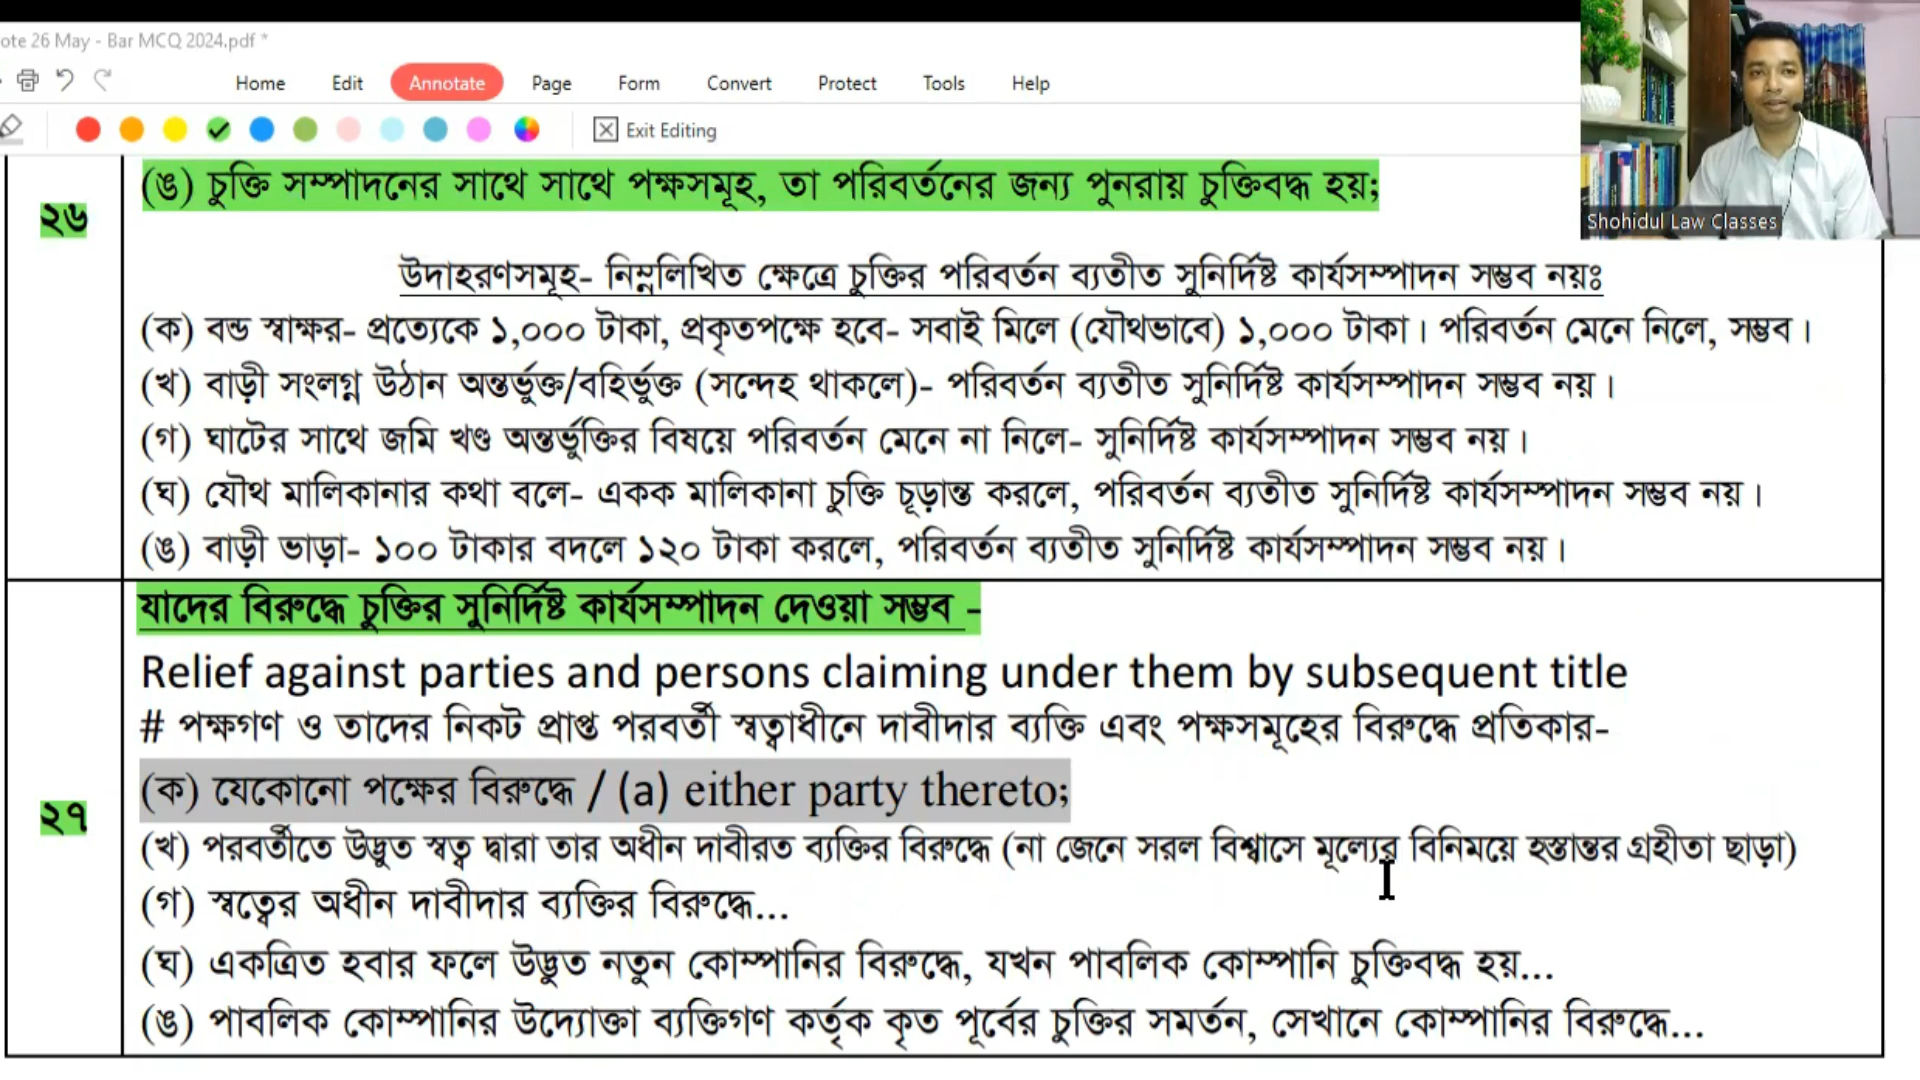 ote 26 May - Bar MCQ 2024.pdf *
Home Edit Annotate Page Form Convert Protect Tools Help
Exit Editing
Shohidul Law Classes
২৬
(ঙ) চুক্তি সম্পাদনের সাথে সাথে পক্ষসমূহ, তা পরিবর্তনের জন্য পুনরায় চুক্তিবদ্ধ হয়;
উদাহরণসমূহ- নিম্নলিখিত ক্ষেত্রে চুক্তির পরিবর্তন ব্যতীত সুনির্দিষ্ট কার্যসম্পাদন সম্ভব নয়ঃ
(ক) বন্ড স্বাক্ষর- প্রত্যেকে ১,০০০ টাকা, প্রকৃতপক্ষে হবে- সবাই মিলে (যৌথভাবে) ১,০০০ টাকা। পরিবর্তন মেনে নিলে, সম্ভব।
(খ) বাড়ী সংলগ্ন উঠান অন্তর্ভুক্ত/বহির্ভুক্ত (সন্দেহ থাকলে)- পরিবর্তন ব্যতীত সুনির্দিষ্ট কার্যসম্পাদন সম্ভব নয়।
(গ) ঘাটের সাথে জমি খণ্ড অন্তর্ভুক্তির বিষয়ে পরিবর্তন মেনে না নিলে- সুনির্দিষ্ট কার্যসম্পাদন সম্ভব নয়।
(ঘ) যৌথ মালিকানার কথা বলে- একক মালিকানা চুক্তি চূড়ান্ত করলে, পরিবর্তন ব্যতীত সুনির্দিষ্ট কার্যসম্পাদন সম্ভব নয়।
(ঙ) বাড়ী ভাড়া- ১০০ টাকার বদলে ১২০ টাকা করলে, পরিবর্তন ব্যতীত সুনির্দিষ্ট কার্যসম্পাদন সম্ভব নয়।
২৭
যাদের বিরুদ্ধে চুক্তির সুনির্দিষ্ট কার্যসম্পাদন দেওয়া সম্ভব -
Relief against parties and persons claiming under them by subsequent title
# পক্ষগণ ও তাদের নিকট প্রাপ্ত পরবর্তী স্বত্বাধীনে দাবীদার ব্যক্তি এবং পক্ষসমূহের বিরুদ্ধে প্রতিকার-
(ক) যেকোনো পক্ষের বিরুদ্ধে / (a) either party thereto;
(খ) পরবর্তীতে উদ্ভুত স্বত্ব দ্বারা তার অধীন দাবীরত ব্যক্তির বিরুদ্ধে (না জেনে সরল বিশ্বাসে মূল্যের বিনিময়ে হস্তান্তর গ্রহীতা ছাড়া)
(গ) স্বত্বের অধীন দাবীদার ব্যক্তির বিরুদ্ধে...
(ঘ) একত্রিত হবার ফলে উদ্ভুত নতুন কোম্পানির বিরুদ্ধে, যখন পাবলিক কোম্পানি চুক্তিবদ্ধ হয়...
(ঙ) পাবলিক কোম্পানির উদ্যোক্তা ব্যক্তিগণ কর্তৃক কৃত পূর্বের চুক্তির সমর্তন, সেখানে কোম্পানির বিরুদ্ধে...